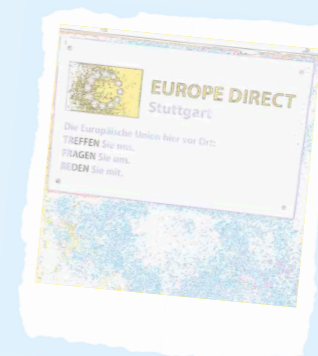 EUROPE DIRECT
Stuttgart
Die Europäische Union hier vor Ort:
TREFFEN Sie uns.
FRAGEN Sie uns.
REDEN Sie mit.